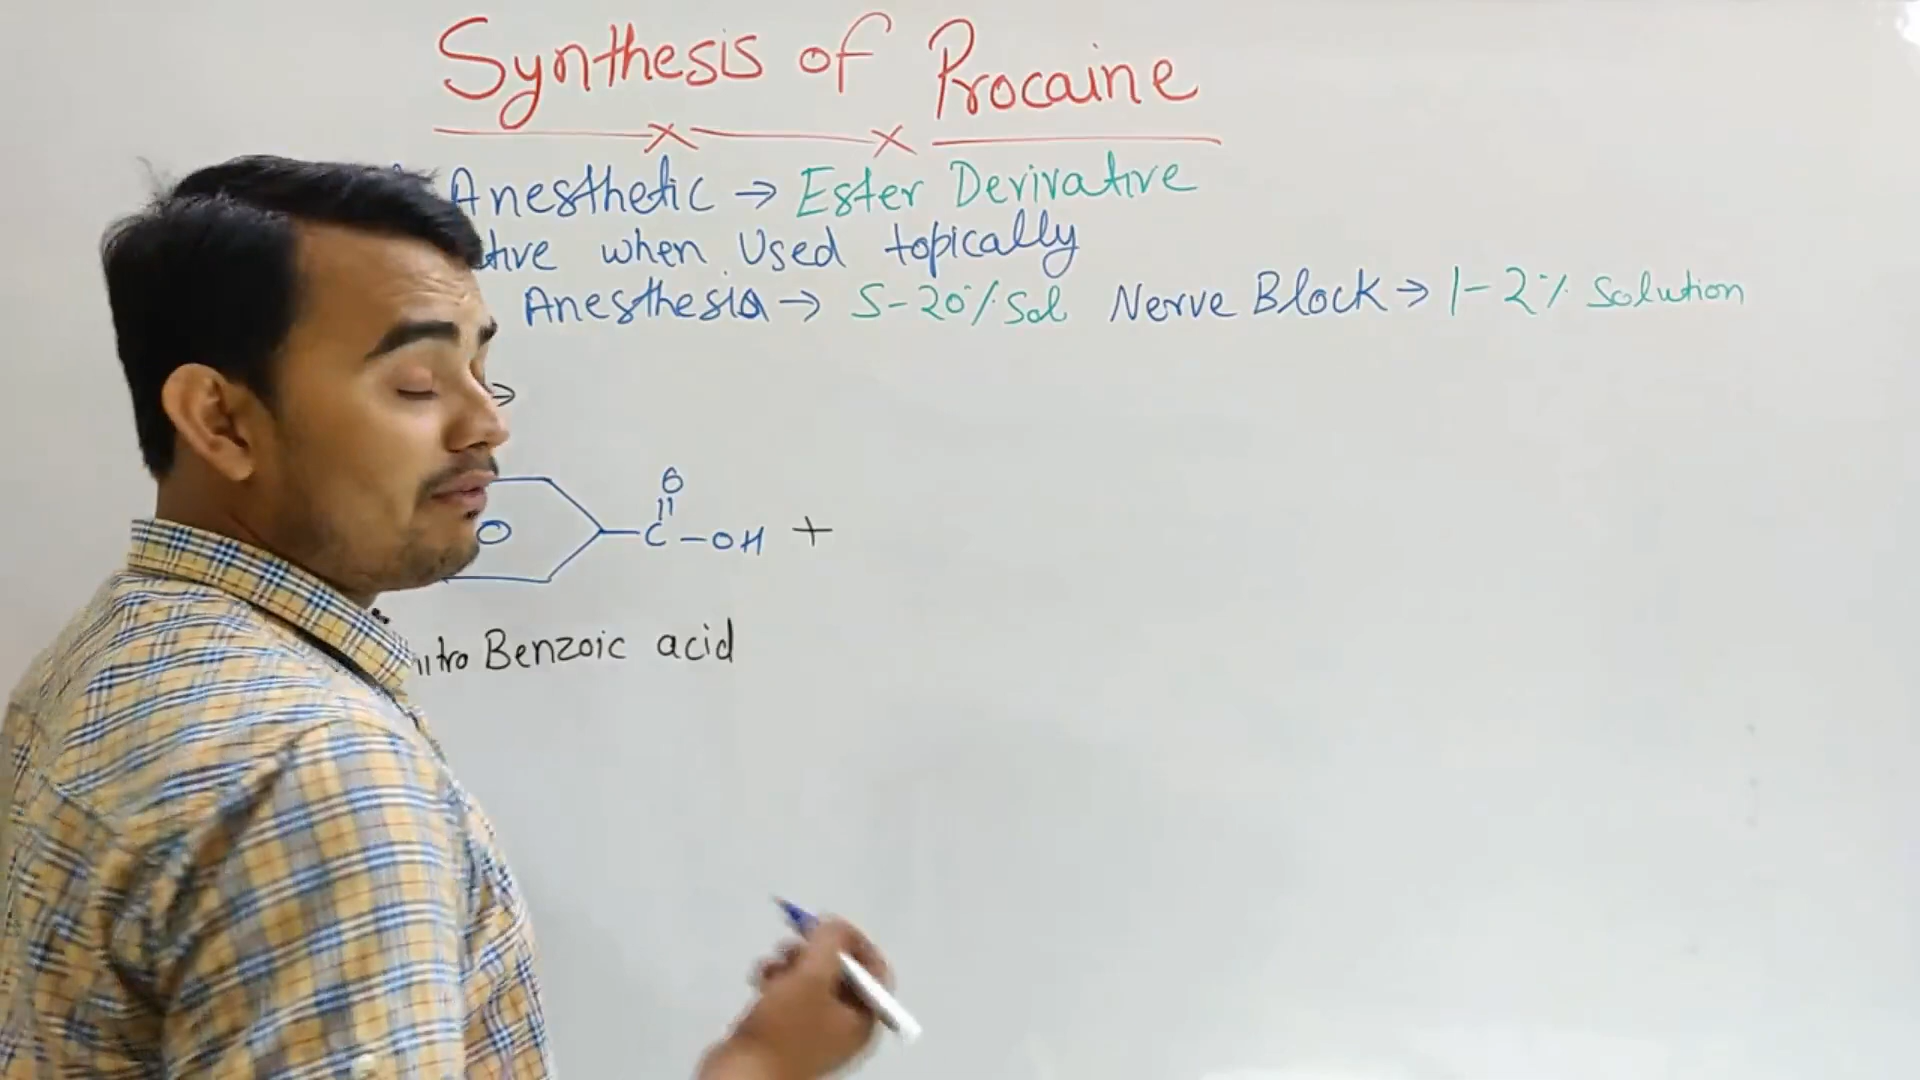 Synthesis of Procaine
Anesthetic → Ester Derivative
when Used topically
Anesthesia → 5-20% Sol Nerve Block → 1-2% Solution
→
O
O C -OH +
Benzoic acid